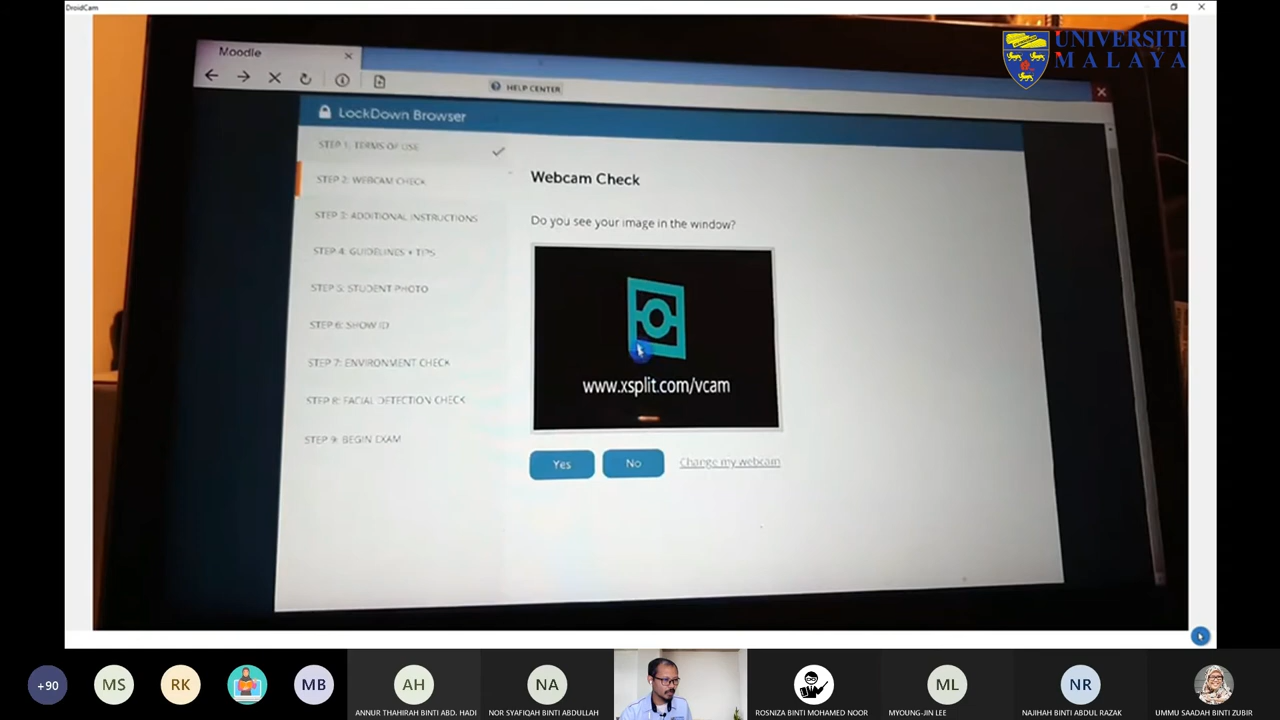 DroidCam
UNIVERSITI
MALAYA
Moodle
HELP CENTER
LockDown Browser
STEP 1: TERMS OF USE
STEP 2: WEBCAM CHECK
STEP 3: ADDITIONAL INSTRUCTIONS
STEP 4: GUIDELINES + TIPS
STEP 5: STUDENT PHOTO
STEP 6: SHOW ID
STEP 7: ENVIRONMENT CHECK
STEP 8: FACIAL DETECTION CHECK
STEP 9: BEGIN EXAM
Webcam Check
Do you see your image in the window?
www.xsplit.com/vcam
Yes
No
Change my webcam
+90
MS
RK
MB
AH
ANNUR THAHIRAH BINTI ABD. HADI
NA
NOR SYAFIQAH BINTI ABDULLAH
ROSNIZA BINTI MOHAMED NOOR
ML
MYOUNG-JIN LEE
NR
NAJIHAH BINTI ABDUL RAZAK
UMMU SAADAH BINTI ZUBIR